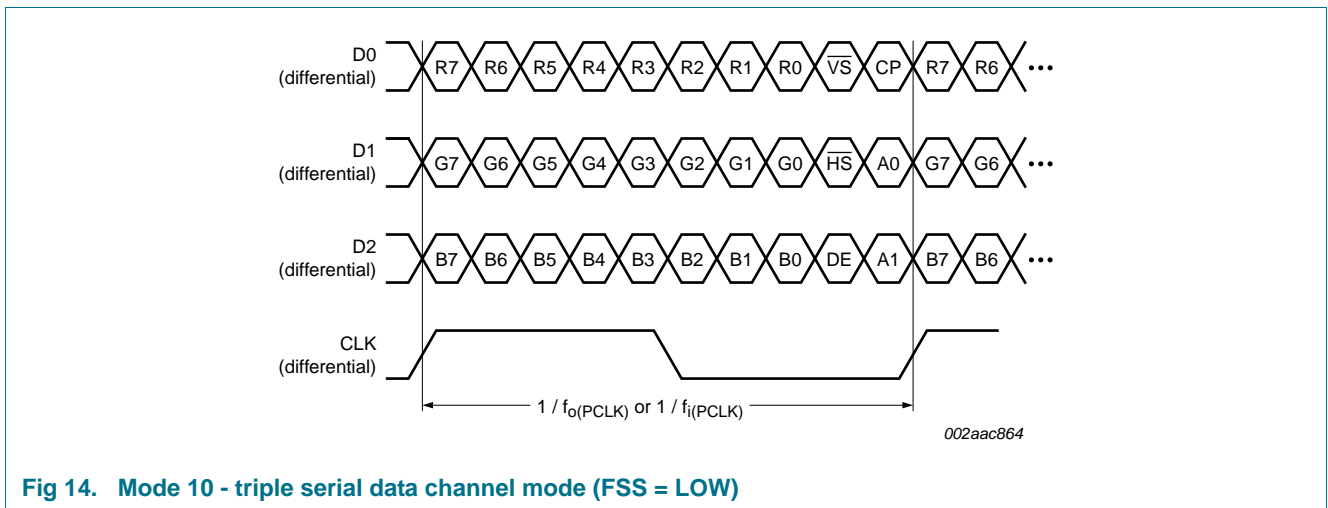 D0
(differential)
R7 R6 R5 R4 R3 R2 R1 R0 V̅S̅ CP R7 R6 •••
D1
(differential)
G7 G6 G5 G4 G3 G2 G1 G0 H̅S̅ A0 G7 G6 •••
D2
(differential)
B7 B6 B5 B4 B3 B2 B1 B0 DE A1 B7 B6 •••
CLK
(differential)
1 / fo(PCLK) or 1 / fi(PCLK)
002aac864
Fig 14. Mode 10 - triple serial data channel mode (FSS = LOW)